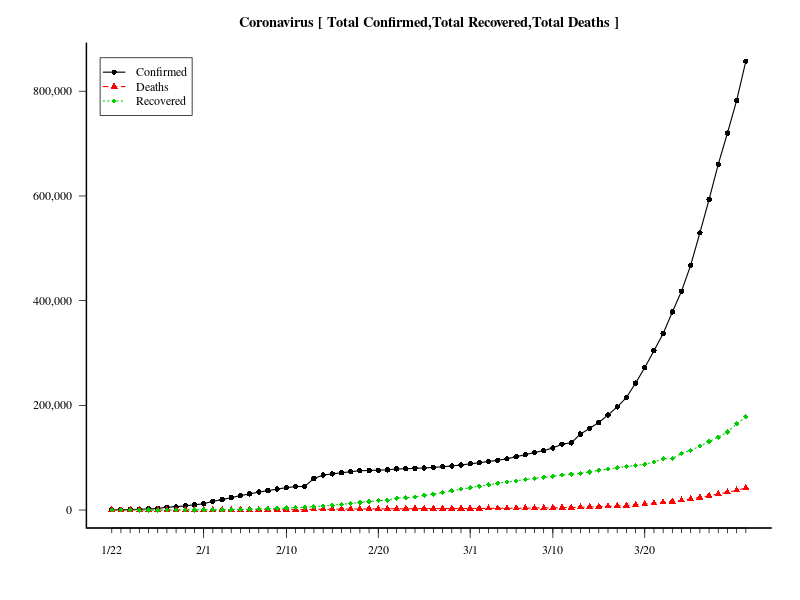 Coronavirus [ Total Confirmed,Total Recovered,Total Deaths ]
Confirmed
Deaths
Recovered
800,000
600,000
400,000
200,000
0
1/22 2/1 2/10 2/20 3/1 3/10 3/20